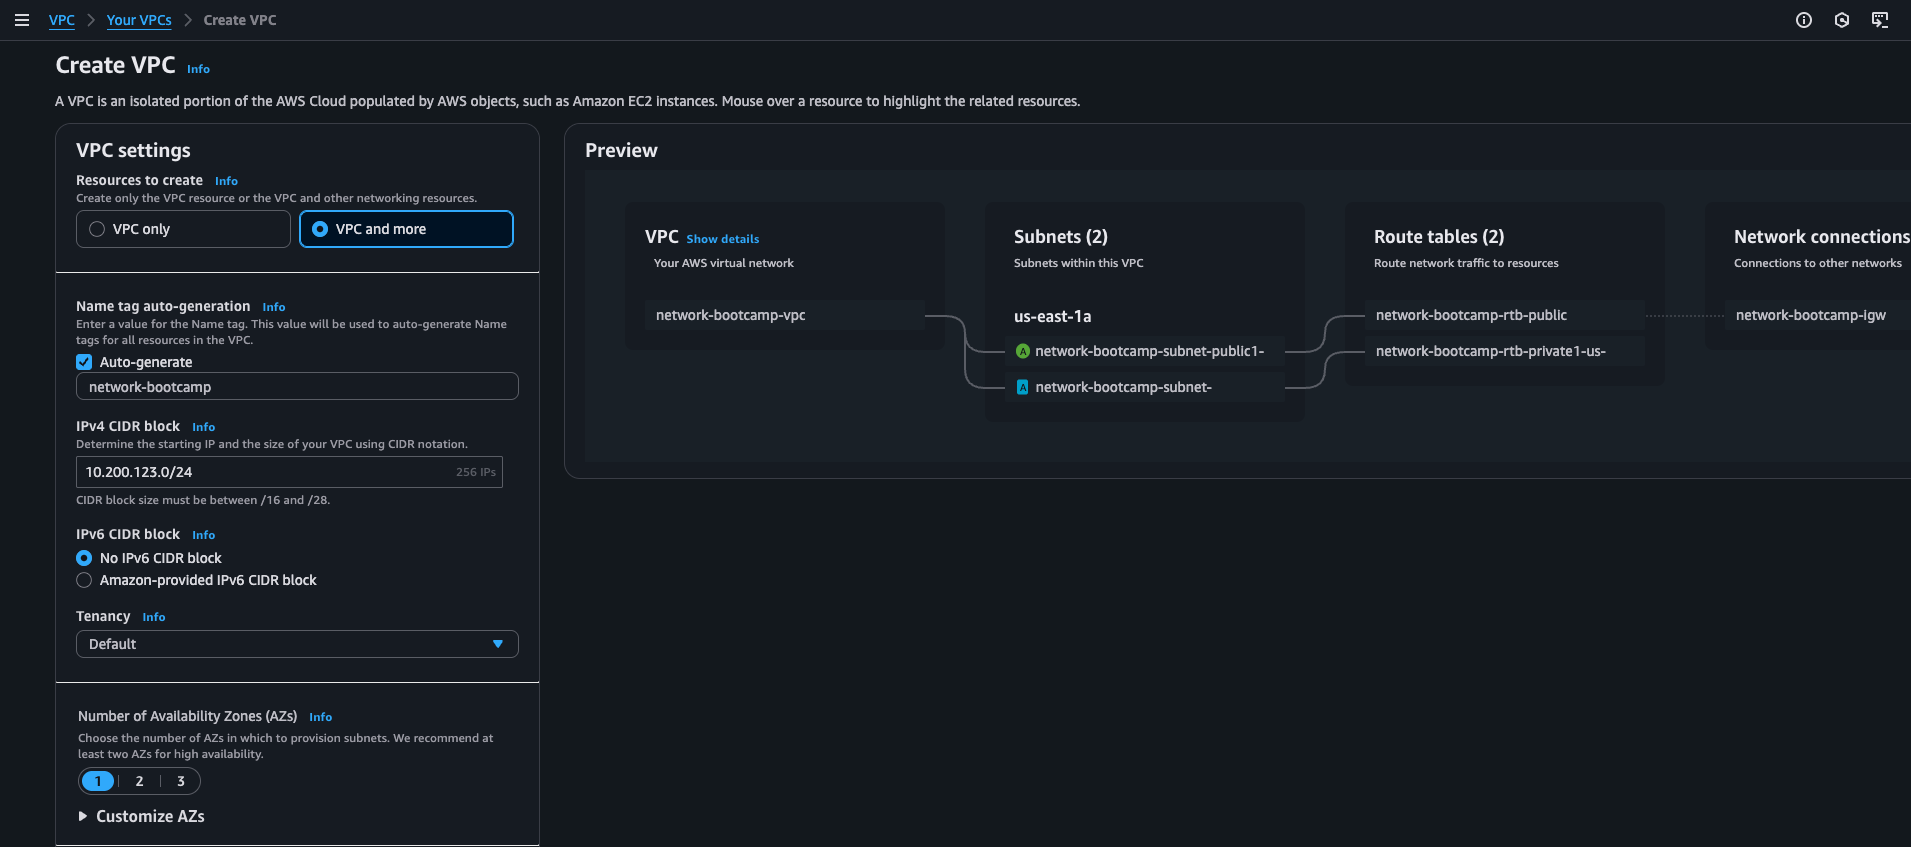 VPC
Your VPCs
Create VPC
Create VPC Info
A VPC is an isolated portion of the AWS Cloud populated by AWS objects, such as Amazon EC2 instances. Mouse over a resource to highlight the related resources.
VPC settings
Resources to create Info
Create only the VPC resource or the VPC and other networking resources.
VPC only
VPC and more
Name tag auto-generation Info
Enter a value for the Name tag. This value will be used to auto-generate Name
tags for all resources in the VPC.
Auto-generate
network-bootcamp
IPv4 CIDR block Info
Determine the starting IP and the size of your VPC using CIDR notation.
10.200.123.0/24 256 IPs
CIDR block size must be between /16 and /28.
IPv6 CIDR block Info
No IPv6 CIDR block
Amazon-provided IPv6 CIDR block
Tenancy Info
Default
Number of Availability Zones (AZs) Info
Choose the number of AZs in which to provision subnets. We recommend at
least two AZs for high availability.
1 2 3
Customize AZs
Preview
VPC Show details
Your AWS virtual network
network-bootcamp-vpc
Subnets (2)
Subnets within this VPC
us-east-1a
A network-bootcamp-subnet-public1-
A network-bootcamp-subnet-
Route tables (2)
Route network traffic to resources
network-bootcamp-rtb-public
network-bootcamp-rtb-private1-us-
Network connections
Connections to other networks
network-bootcamp-igw